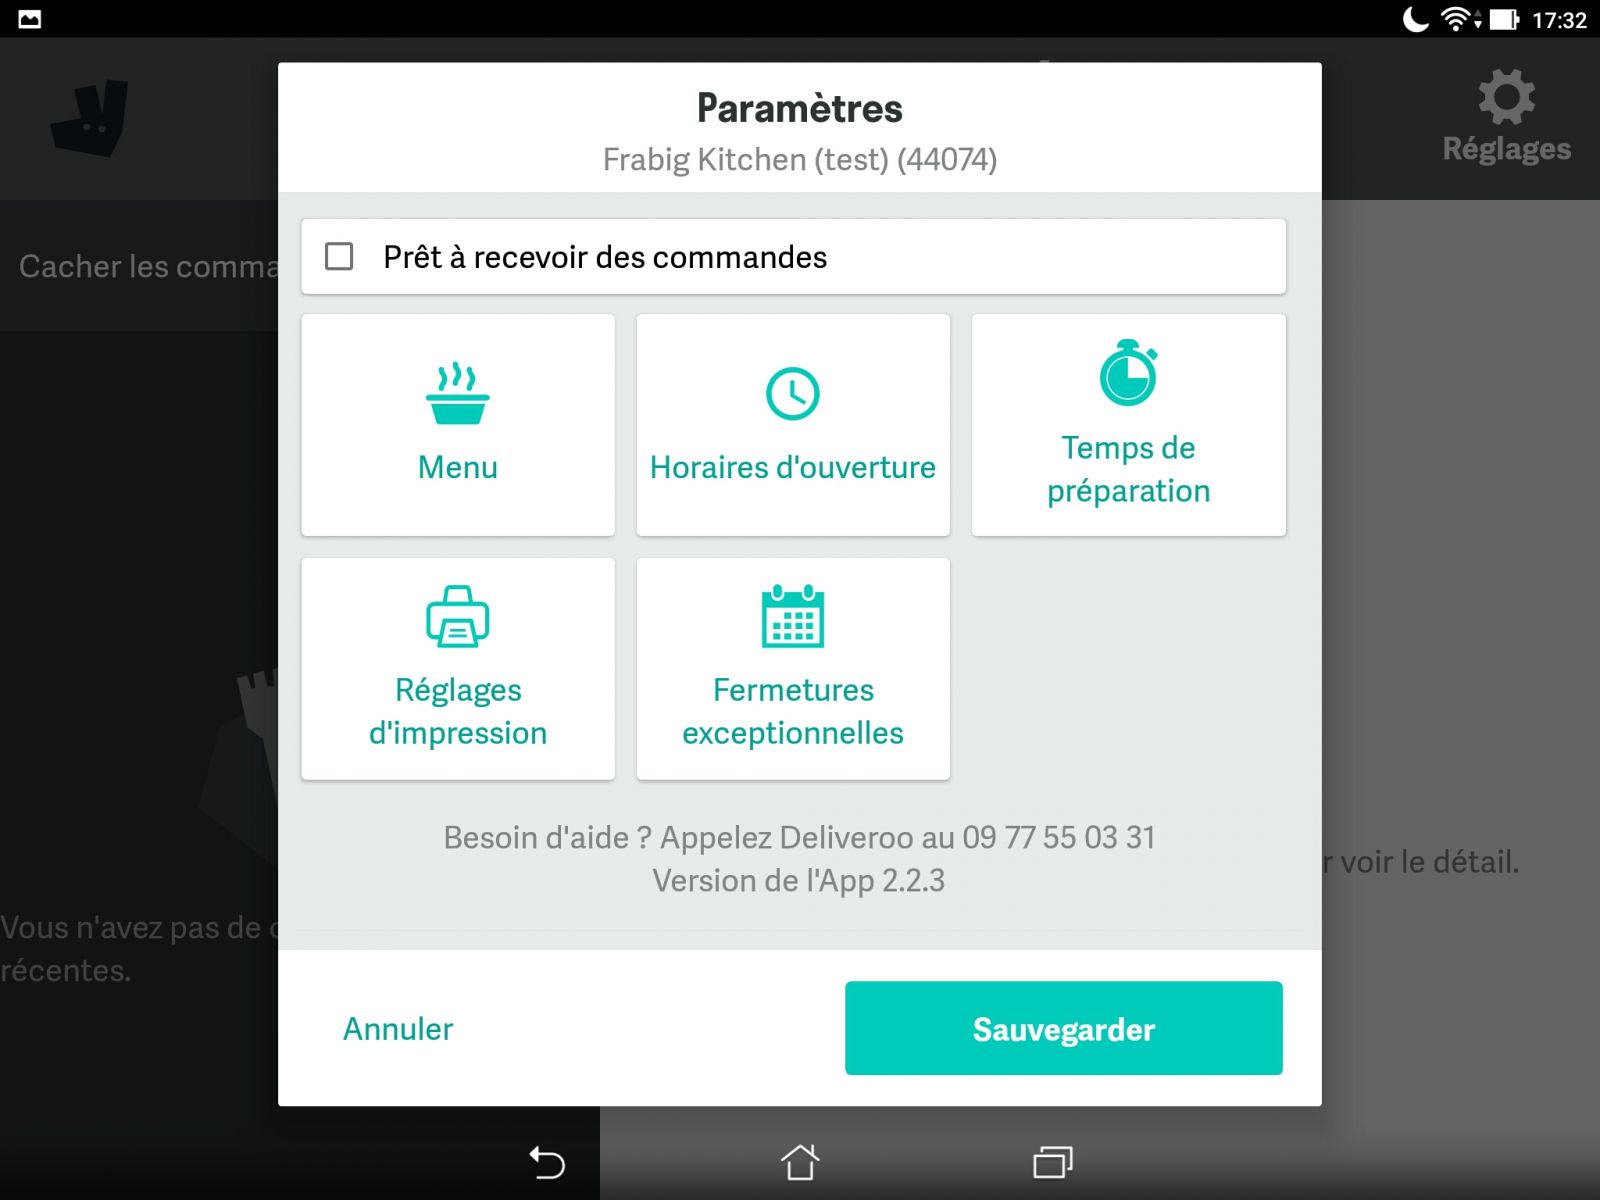 17:32
Réglages
Paramètres
Frabig Kitchen (test) (44074)
Cacher les comma
Prêt à recevoir des commandes
Menu
Horaires d'ouverture
Temps de
préparation
Réglages
d'impression
Fermetures
exceptionnelles
Besoin d'aide ? Appelez Deliveroo au 09 77 55 03 31
Version de l'App 2.2.3
r voir le détail.
Vous n'avez pas de c
récentes.
Annuler
Sauvegarder